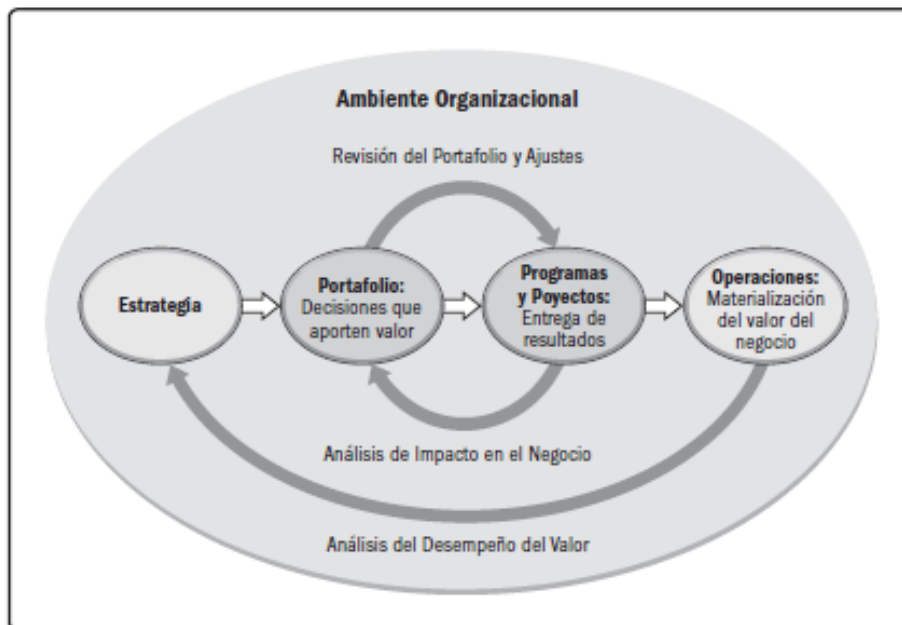 Ambiente Organizacional
Revisión del Portafolio y Ajustes
Estrategía
Portafolio:
Decisiones que
aporten valor
Programas
y Poyectos:
Entrega de
resultados
Operaciones:
Materialización
del valor del
negocio
Análisis de Impacto en el Negocio
Análisis del Desempeño del Valor